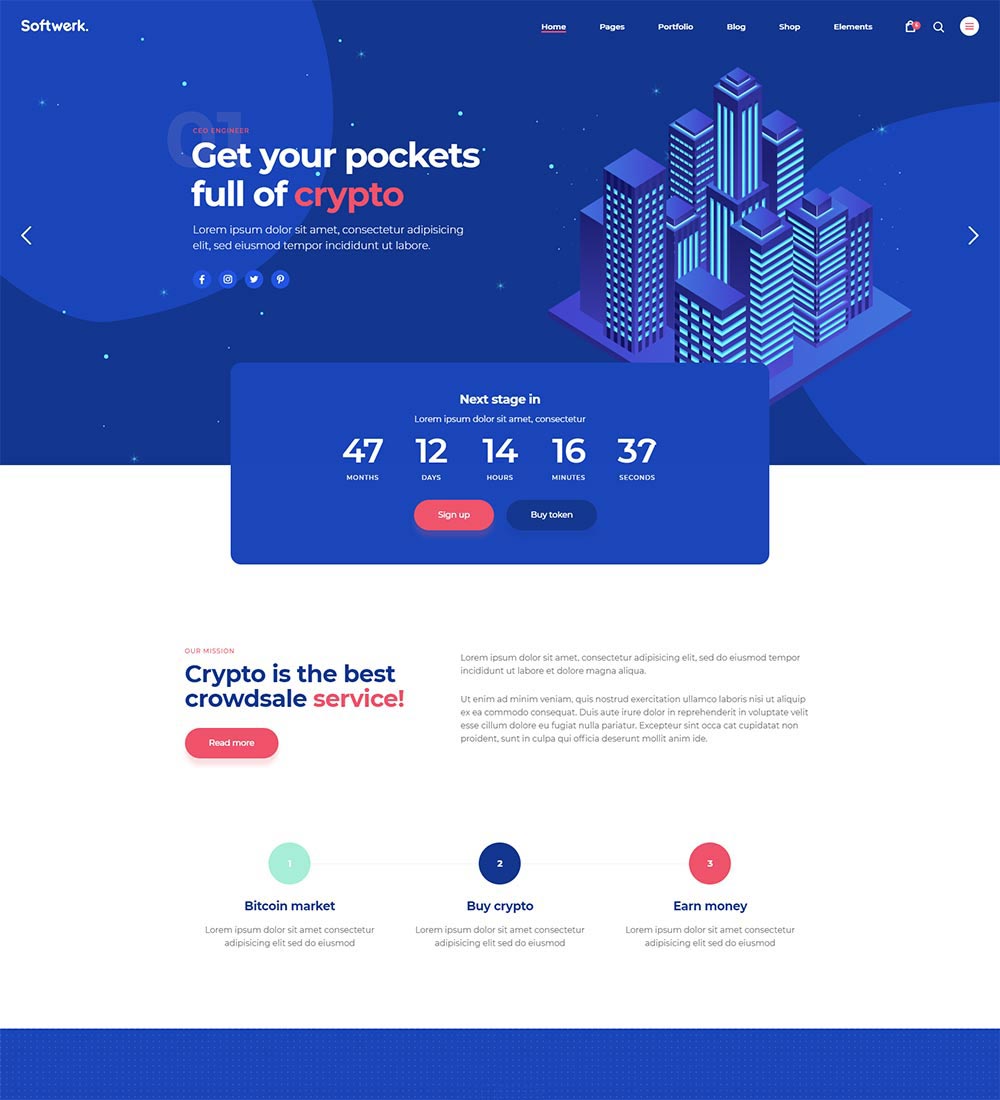 Softwerk.
Home Pages Portfolio Blog Shop Elements
01
CEO ENGINEER
Get your pockets
full of crypto
Lorem ipsum dolor sit amet, consectetur adipisicing
elit, sed eiusmod tempor incididunt ut labore.
Next stage in
Lorem ipsum dolor sit amet, consectetur
47 12 14 16 37
MONTHS DAYS HOURS MINUTES SECONDS
Sign up Buy token
OUR MISSION
Crypto is the best
crowdsale service!
Read more
Lorem ipsum dolor sit amet, consectetur adipisicing elit, sed do eiusmod tempor
incididunt ut labore et dolore magna aliqua.
Ut enim ad minim veniam, quis nostrud exercitation ullamco laboris nisi ut aliquip
ex ea commodo consequat. Duis aute irure dolor in reprehenderit in voluptate velit
esse cillum dolore eu fugiat nulla pariatur. Excepteur sint occa cat cupidatat non
proident, sunt in culpa qui officia deserunt mollit anim ide.
1 2 3
Bitcoin market Buy crypto Earn money
Lorem ipsum dolor sit amet consectetur Lorem ipsum dolor sit amet consectetur Lorem ipsum dolor sit amet consectetur
adipisicing elit sed do eiusmod adipisicing elit sed do eiusmod adipisicing elit sed do eiusmod